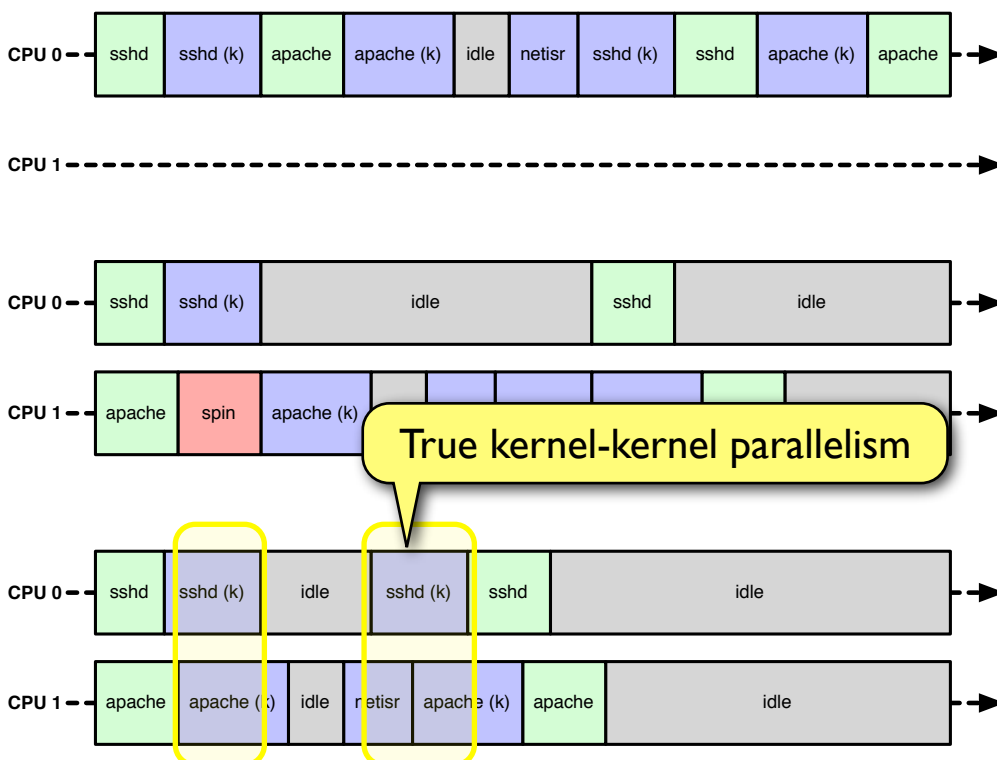 CPU 0 sshd sshd (k) apache apache (k) idle netisr sshd (k) sshd apache (k) apache
CPU 1
CPU 0 sshd sshd (k) idle sshd idle
CPU 1 apache spin apache (k)
True kernel-kernel parallelism
CPU 0 sshd sshd (k) idle sshd (k) sshd idle
CPU 1 apache apache (k) idle netisr apache (k) apache idle